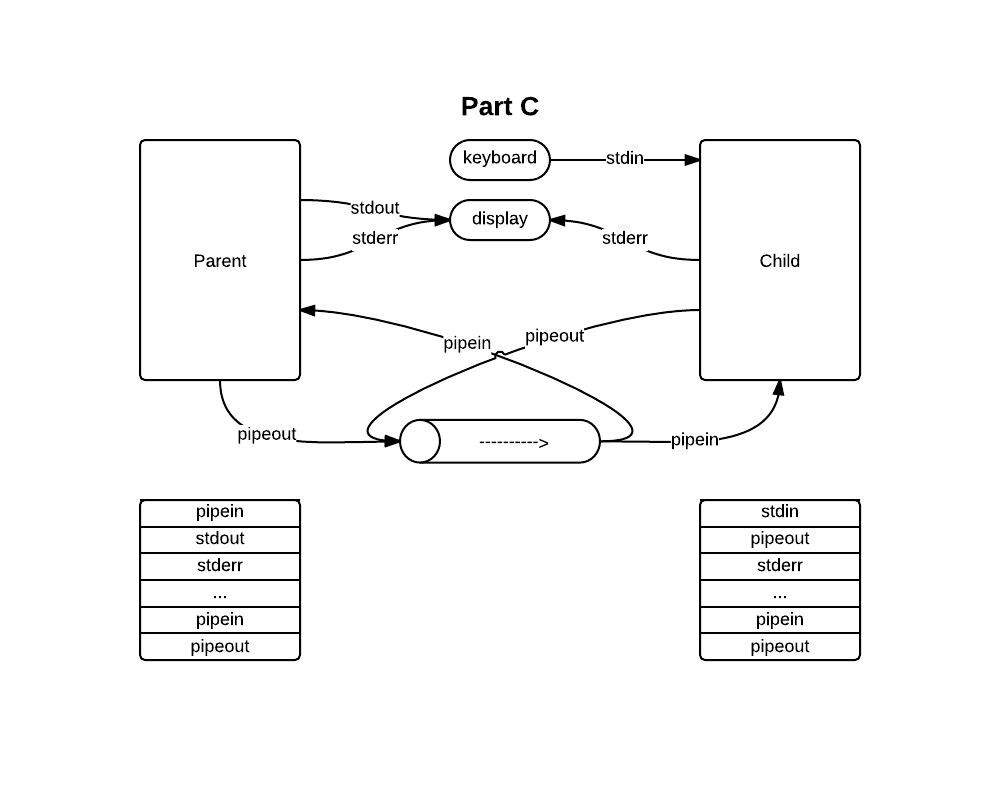 Part C
keyboard
stdin
stdout
display
stderr
stderr
Parent
Child
pipein
pipeout
pipeout
---------->
pipein
pipein
stdout
stderr
...
pipein
pipeout
stdin
pipeout
stderr
...
pipein
pipeout